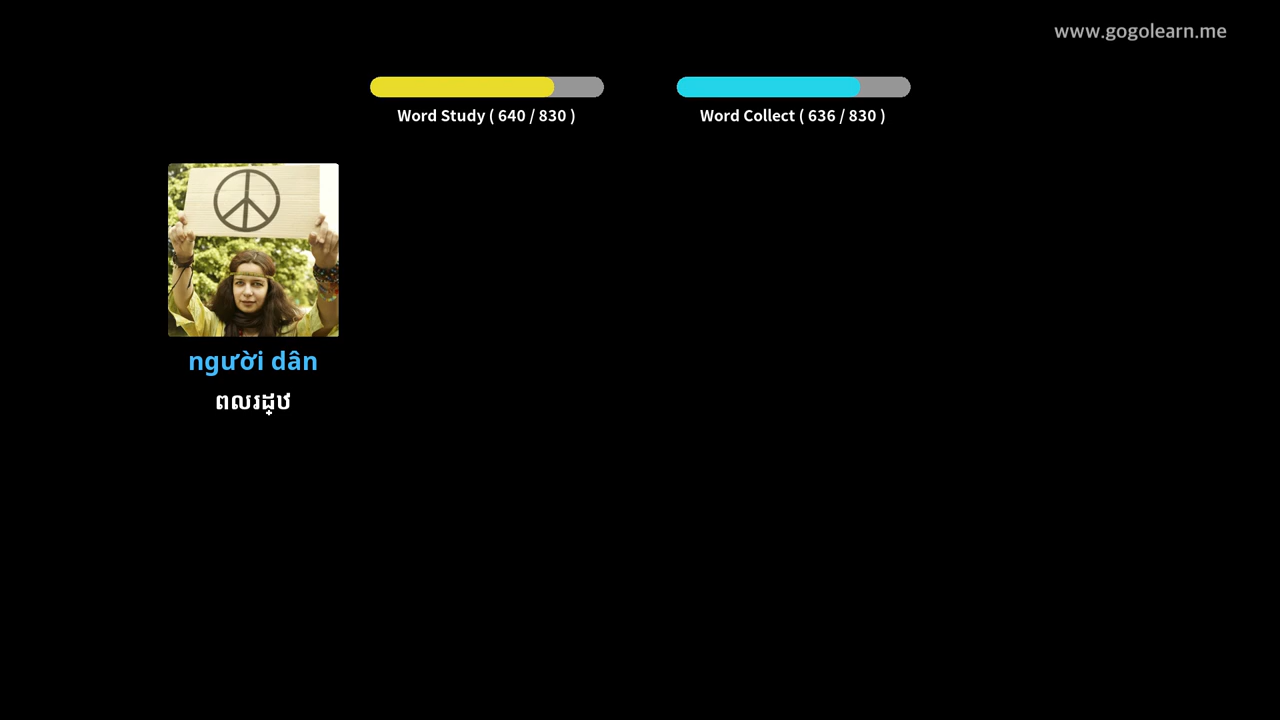 www.gogolearn.me
Word Study ( 640 / 830 )
Word Collect ( 636 / 830 )
người dân
ពលរដ្ឋ